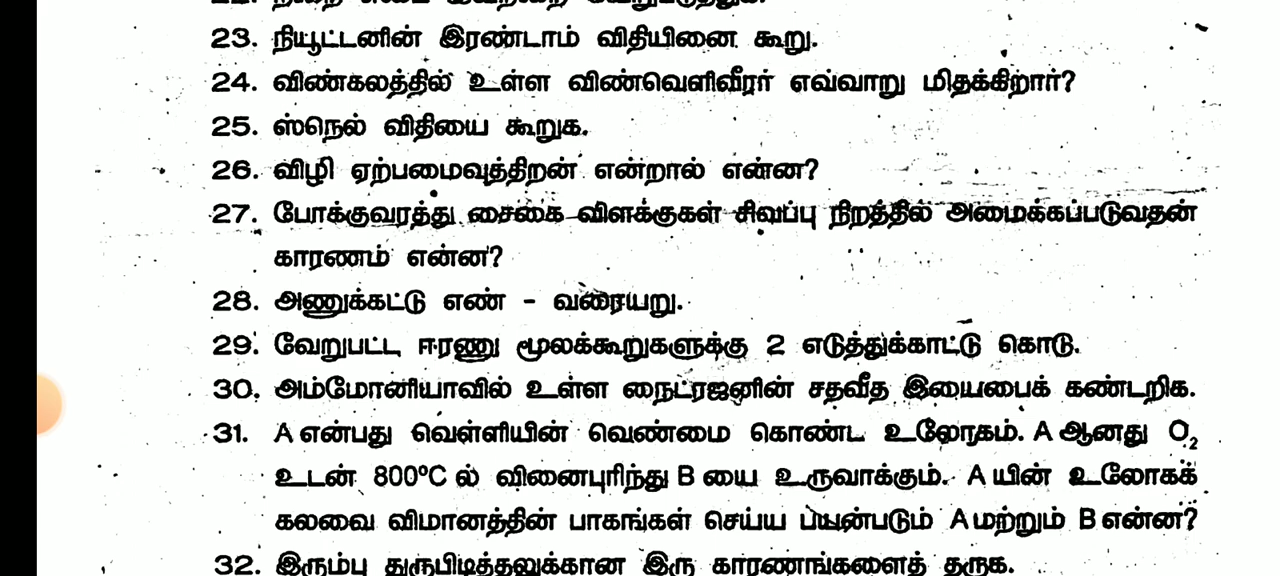 22. நிறை எடை இவற்றை வேறுபடுத்துக.
23. நியூட்டனின் இரண்டாம் விதியினை கூறு.
24. விண்கலத்தில் உள்ள விண்வெளிவீரர் எவ்வாறு மிதக்கிறார்?
25. ஸ்நெல் விதியை கூறுக.
26. விழி ஏற்பமைவுத்திறன் என்றால் என்ன?
27. போக்குவரத்து சைகை விளக்குகள் சிவப்பு நிறத்தில் அமைக்கப்படுவதன்
காரணம் என்ன?
28. அணுக்கட்டு எண் - வரையறு.
29. வேறுபட்ட ஈரணு மூலக்கூறுகளுக்கு 2 எடுத்துக்காட்டு கொடு.
30. அம்மோனியாவில் உள்ள நைட்ரஜனின் சதவீத இயைபைக் கண்டறிக.
31. A என்பது வெள்ளியின் வெண்மை கொண்ட உலோகம். A ஆனது O₂
உடன் 800°C ல் வினைபுரிந்து B யை உருவாக்கும். A யின் உலோகக்
கலவை விமானத்தின் பாகங்கள் செய்ய பயன்படும் A மற்றும் B என்ன?
32. இரும்பு துருபிடித்தலுக்கான இரு காரணங்களைத் தருக.